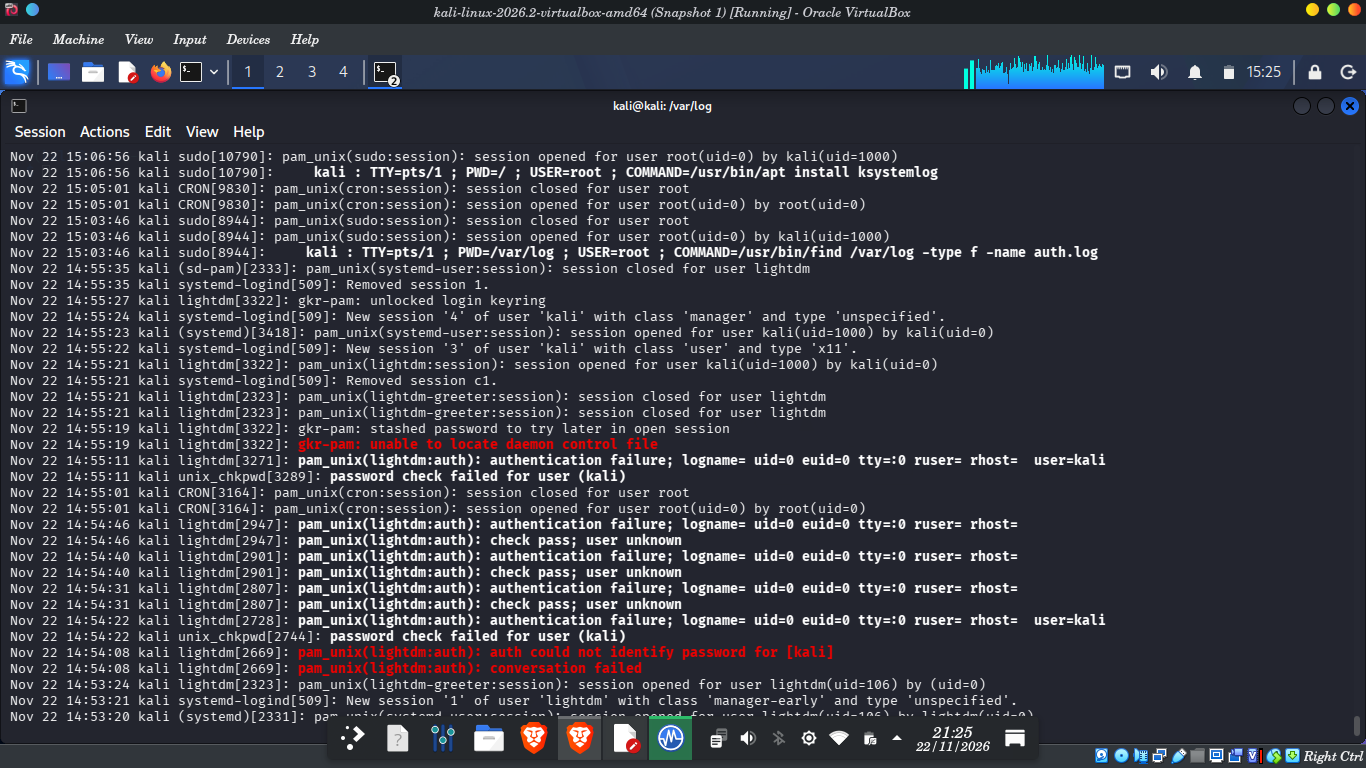 kali-linux-2026.2-virtualbox-amd64 (Snapshot 1) [Running] - Oracle VirtualBox
File Machine View Input Devices Help
1 2 3 4 2 15:25
kali@kali: /var/log
Session Actions Edit View Help
Nov 22 15:06:56 kali sudo[10790]: pam_unix(sudo:session): session opened for user root(uid=0) by kali(uid=1000)
Nov 22 15:06:56 kali sudo[10790]:     kali : TTY=pts/1 ; PWD=/ ; USER=root ; COMMAND=/usr/bin/apt install ksystemlog
Nov 22 15:05:01 kali CRON[9830]: pam_unix(cron:session): session closed for user root
Nov 22 15:05:01 kali CRON[9830]: pam_unix(cron:session): session opened for user root(uid=0) by root(uid=0)
Nov 22 15:03:46 kali sudo[8944]: pam_unix(sudo:session): session closed for user root
Nov 22 15:03:46 kali sudo[8944]: pam_unix(sudo:session): session opened for user root(uid=0) by kali(uid=1000)
Nov 22 15:03:46 kali sudo[8944]:     kali : TTY=pts/1 ; PWD=/var/log ; USER=root ; COMMAND=/usr/bin/find /var/log -type f -name auth.log
Nov 22 14:55:35 kali (sd-pam)[2333]: pam_unix(systemd-user:session): session closed for user lightdm
Nov 22 14:55:35 kali systemd-logind[509]: Removed session 1.
Nov 22 14:55:27 kali lightdm[3322]: gkr-pam: unlocked login keyring
Nov 22 14:55:24 kali systemd-logind[509]: New session '4' of user 'kali' with class 'manager' and type 'unspecified'.
Nov 22 14:55:23 kali (systemd)[3418]: pam_unix(systemd-user:session): session opened for user kali(uid=1000) by kali(uid=0)
Nov 22 14:55:22 kali systemd-logind[509]: New session '3' of user 'kali' with class 'user' and type 'x11'.
Nov 22 14:55:21 kali lightdm[3322]: pam_unix(lightdm:session): session opened for user kali(uid=1000) by kali(uid=0)
Nov 22 14:55:21 kali systemd-logind[509]: Removed session c1.
Nov 22 14:55:21 kali lightdm[2323]: pam_unix(lightdm-greeter:session): session closed for user lightdm
Nov 22 14:55:21 kali lightdm[2323]: pam_unix(lightdm-greeter:session): session closed for user lightdm
Nov 22 14:55:19 kali lightdm[3322]: gkr-pam: stashed password to try later in open session
Nov 22 14:55:19 kali lightdm[3322]: gkr-pam: unable to locate daemon control file
Nov 22 14:55:11 kali lightdm[3271]: pam_unix(lightdm:auth): authentication failure; logname= uid=0 euid=0 tty=:0 ruser= rhost=  user=kali
Nov 22 14:55:11 kali unix_chkpwd[3289]: password check failed for user (kali)
Nov 22 14:55:01 kali CRON[3164]: pam_unix(cron:session): session closed for user root
Nov 22 14:55:01 kali CRON[3164]: pam_unix(cron:session): session opened for user root(uid=0) by root(uid=0)
Nov 22 14:54:46 kali lightdm[2947]: pam_unix(lightdm:auth): authentication failure; logname= uid=0 euid=0 tty=:0 ruser= rhost=
Nov 22 14:54:46 kali lightdm[2947]: pam_unix(lightdm:auth): check pass; user unknown
Nov 22 14:54:40 kali lightdm[2901]: pam_unix(lightdm:auth): authentication failure; logname= uid=0 euid=0 tty=:0 ruser= rhost=
Nov 22 14:54:40 kali lightdm[2901]: pam_unix(lightdm:auth): check pass; user unknown
Nov 22 14:54:31 kali lightdm[2807]: pam_unix(lightdm:auth): authentication failure; logname= uid=0 euid=0 tty=:0 ruser= rhost=
Nov 22 14:54:31 kali lightdm[2807]: pam_unix(lightdm:auth): check pass; user unknown
Nov 22 14:54:22 kali lightdm[2728]: pam_unix(lightdm:auth): authentication failure; logname= uid=0 euid=0 tty=:0 ruser= rhost=  user=kali
Nov 22 14:54:22 kali unix_chkpwd[2744]: password check failed for user (kali)
Nov 22 14:54:08 kali lightdm[2669]: pam_unix(lightdm:auth): auth could not identify password for [kali]
Nov 22 14:54:08 kali lightdm[2669]: pam_unix(lightdm:auth): conversation failed
Nov 22 14:53:24 kali lightdm[2323]: pam_unix(lightdm-greeter:session): session opened for user lightdm(uid=106) by (uid=0)
Nov 22 14:53:21 kali systemd-logind[509]: New session '1' of user 'lightdm' with class 'manager-early' and type 'unspecified'.
Nov 22 14:53:20 kali (systemd)[2331]: pam_unix(systemd-user:session): session opened for user lightdm(uid=106) by lightdm(uid=0)
21:25
22/11/2026
Right Ctrl